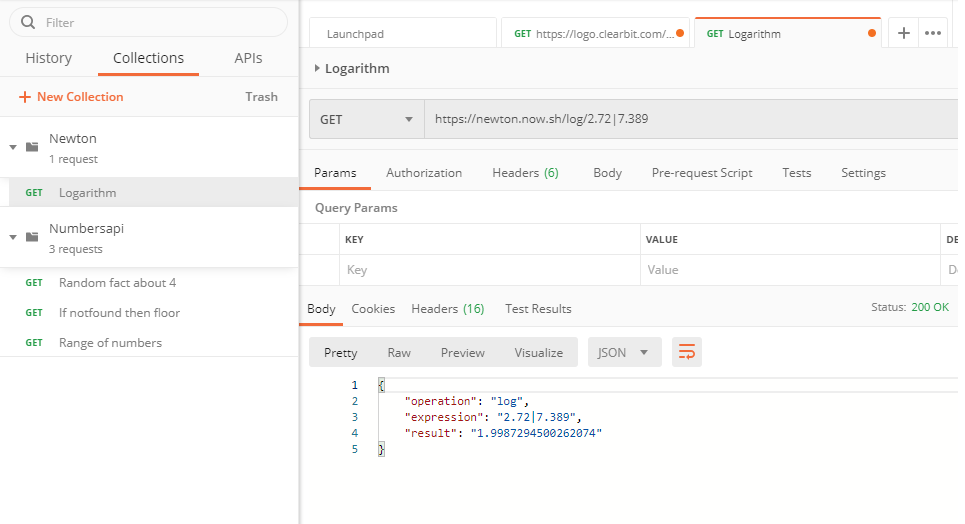 Filter
History Collections APIs
+ New Collection Trash
Newton
1 request
GET Logarithm
Numbersapi
3 requests
GET Random fact about 4
GET If notfound then floor
GET Range of numbers
Launchpad GET https://logo.clearbit.com/... GET Logarithm + •••
Logarithm
GET https://newton.now.sh/log/2.72|7.389
Params Authorization Headers (6) Body Pre-request Script Tests Settings
Query Params
KEY VALUE DE
Key Value De
Body Cookies Headers (16) Test Results Status: 200 OK
Pretty Raw Preview Visualize JSON
1 {
2 "operation": "log",
3 "expression": "2.72|7.389",
4 "result": "1.9987294500262074"
5 }